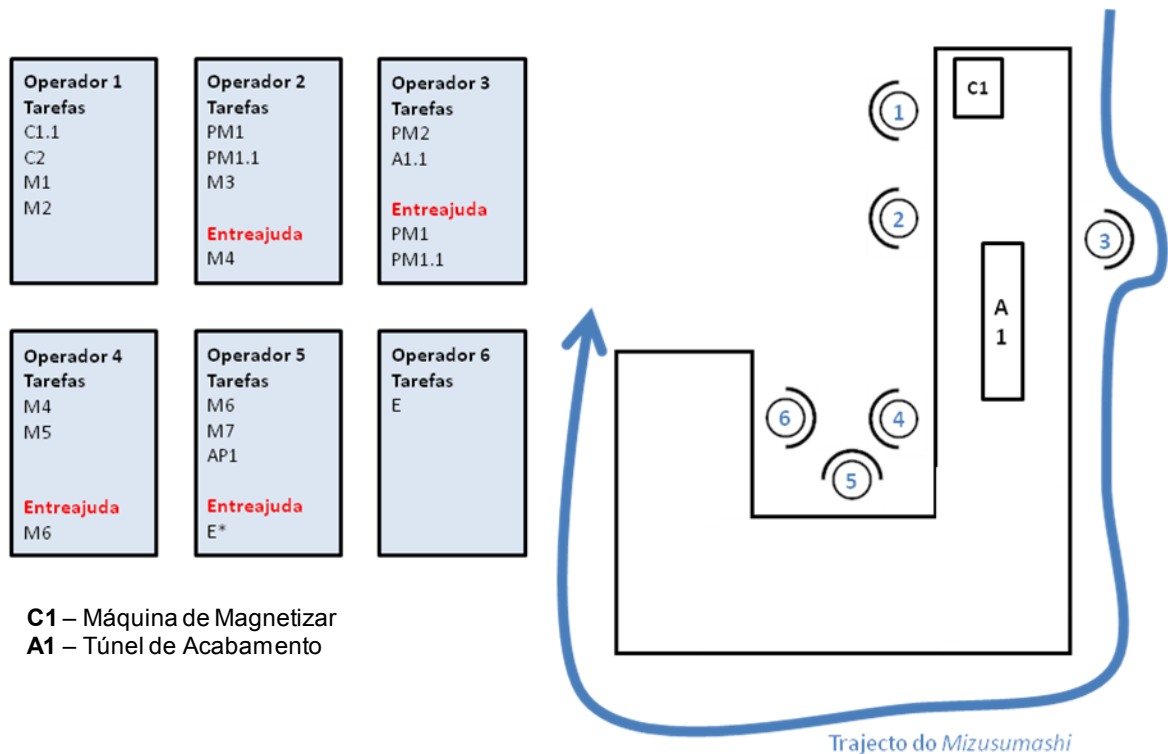 Operador 1
Tarefas
C1.1
C2
M1
M2
Operador 2
Tarefas
PM1
PM1.1
M3
Entreajuda
M4
Operador 3
Tarefas
PM2
A1.1
Entreajuda
PM1
PM1.1
Operador 4
Tarefas
M4
M5
Entreajuda
M6
Operador 5
Tarefas
M6
M7
AP1
Entreajuda
E*
Operador 6
Tarefas
E
C1 – Máquina de Magnetizar
A1 – Túnel de Acabamento
C1
1
2
3
A
1
6
4
5
Trajecto do Mizusumashi